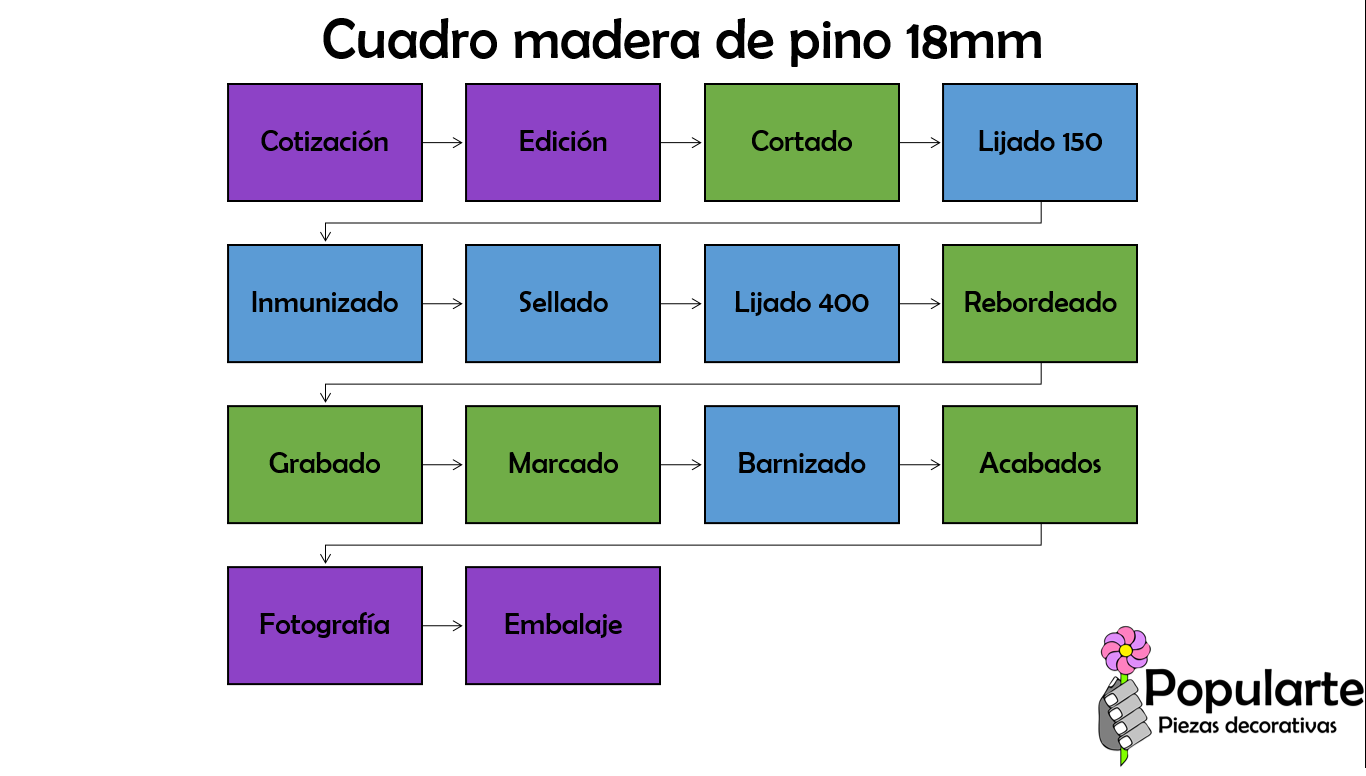 Cuadro madera de pino 18mm
Cotización
Edición
Cortado
Lijado 150
Inmunizado
Sellado
Lijado 400
Rebordeado
Grabado
Marcado
Barnizado
Acabados
Fotografía
Embalaje
Popularte
Piezas decorativas